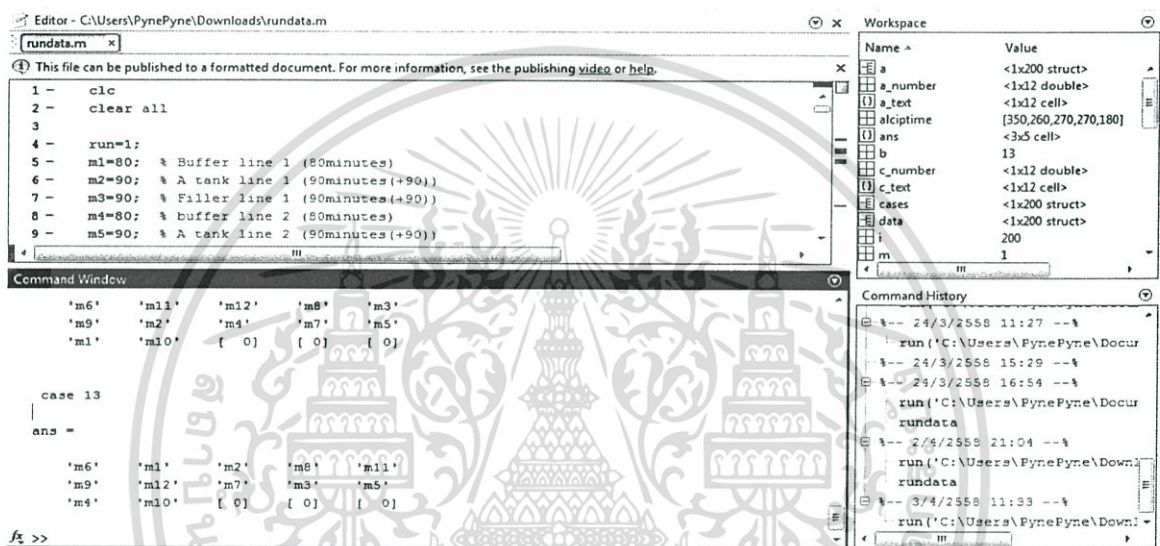 Editor - C:\Users\PynePyne\Downloads\rundata.m
rundata.m ×
This file can be published to a formatted document. For more information, see the publishing video or help.
1 - clc
2 - clear all
3
4 - run=1;
5 - m1=80; % Buffer line 1 (80minutes)
6 - m2=90; % A tank line 1 (90minutes(+90))
7 - m3=90; % Filler line 1 (90minutes(+90))
8 - m4=80; % buffer line 2 (80minutes)
9 - m5=90; % A tank line 2 (90minutes(+90))
Command Window
'm6' 'm11' 'm12' 'm8' 'm3'
'm9' 'm2' 'm4' 'm7' 'm5'
'm1' 'm10' [ 0] [ 0] [ 0]
case 13
ans =
'm6' 'm1' 'm2' 'm8' 'm11'
'm9' 'm12' 'm7' 'm3' 'm5'
'm4' 'm10' [ 0] [ 0] [ 0]
fx >>
Workspace
Name Value
a <1x200 struct>
a_number <1x12 double>
a_text <1x12 cell>
alciptime [350,260,270,270,180]
ans <3x5 cell>
b 13
c_number <1x12 double>
c_text <1x12 cell>
cases <1x200 struct>
data <1x200 struct>
i 200
m 1
Command History
%-- 24/3/2558 11:27 --%
run('C:\Users\PynePyne\Docur
%-- 24/3/2558 15:29 --%
%-- 24/3/2558 16:54 --%
run('C:\Users\PynePyne\Docur
rundata
%-- 2/4/2558 21:04 --%
run('C:\Users\PynePyne\Downl
rundata
%-- 3/4/2558 11:33 --%
run('C:\Users\PynePyne\Downl